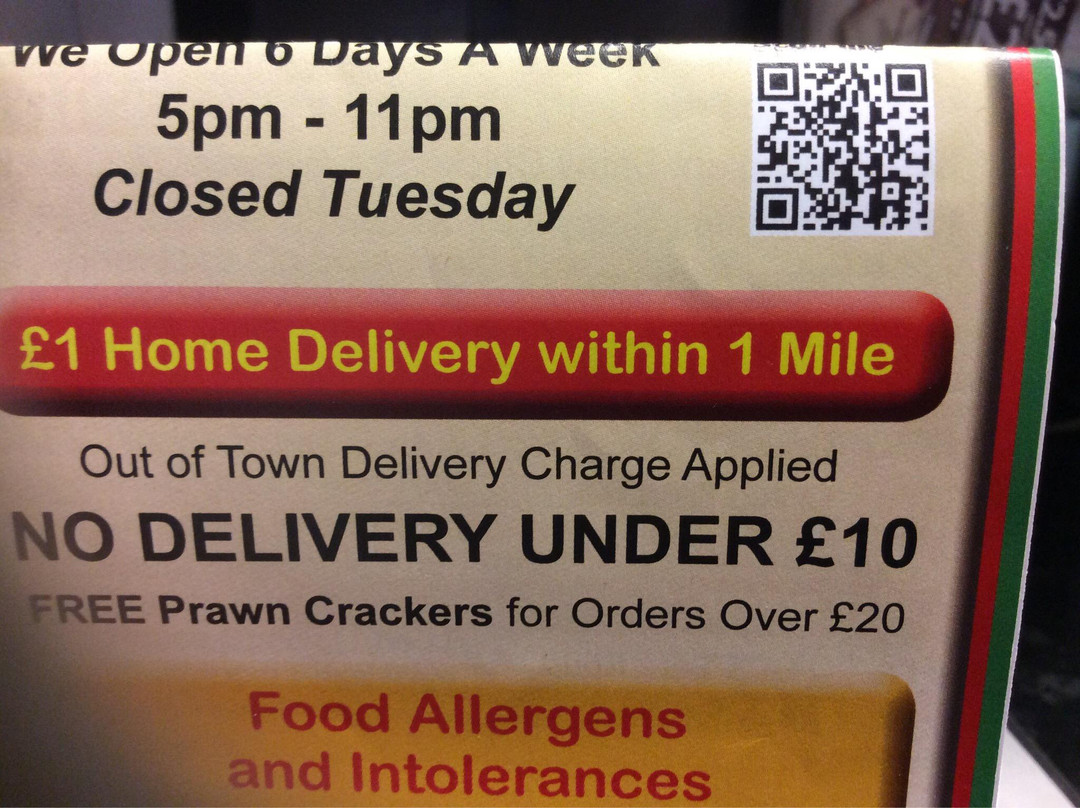 We Open 6 Days A Week
5pm - 11pm
Closed Tuesday
£1 Home Delivery within 1 Mile
Out of Town Delivery Charge Applied
NO DELIVERY UNDER £10
FREE Prawn Crackers for Orders Over £20
Food Allergens
and Intolerances